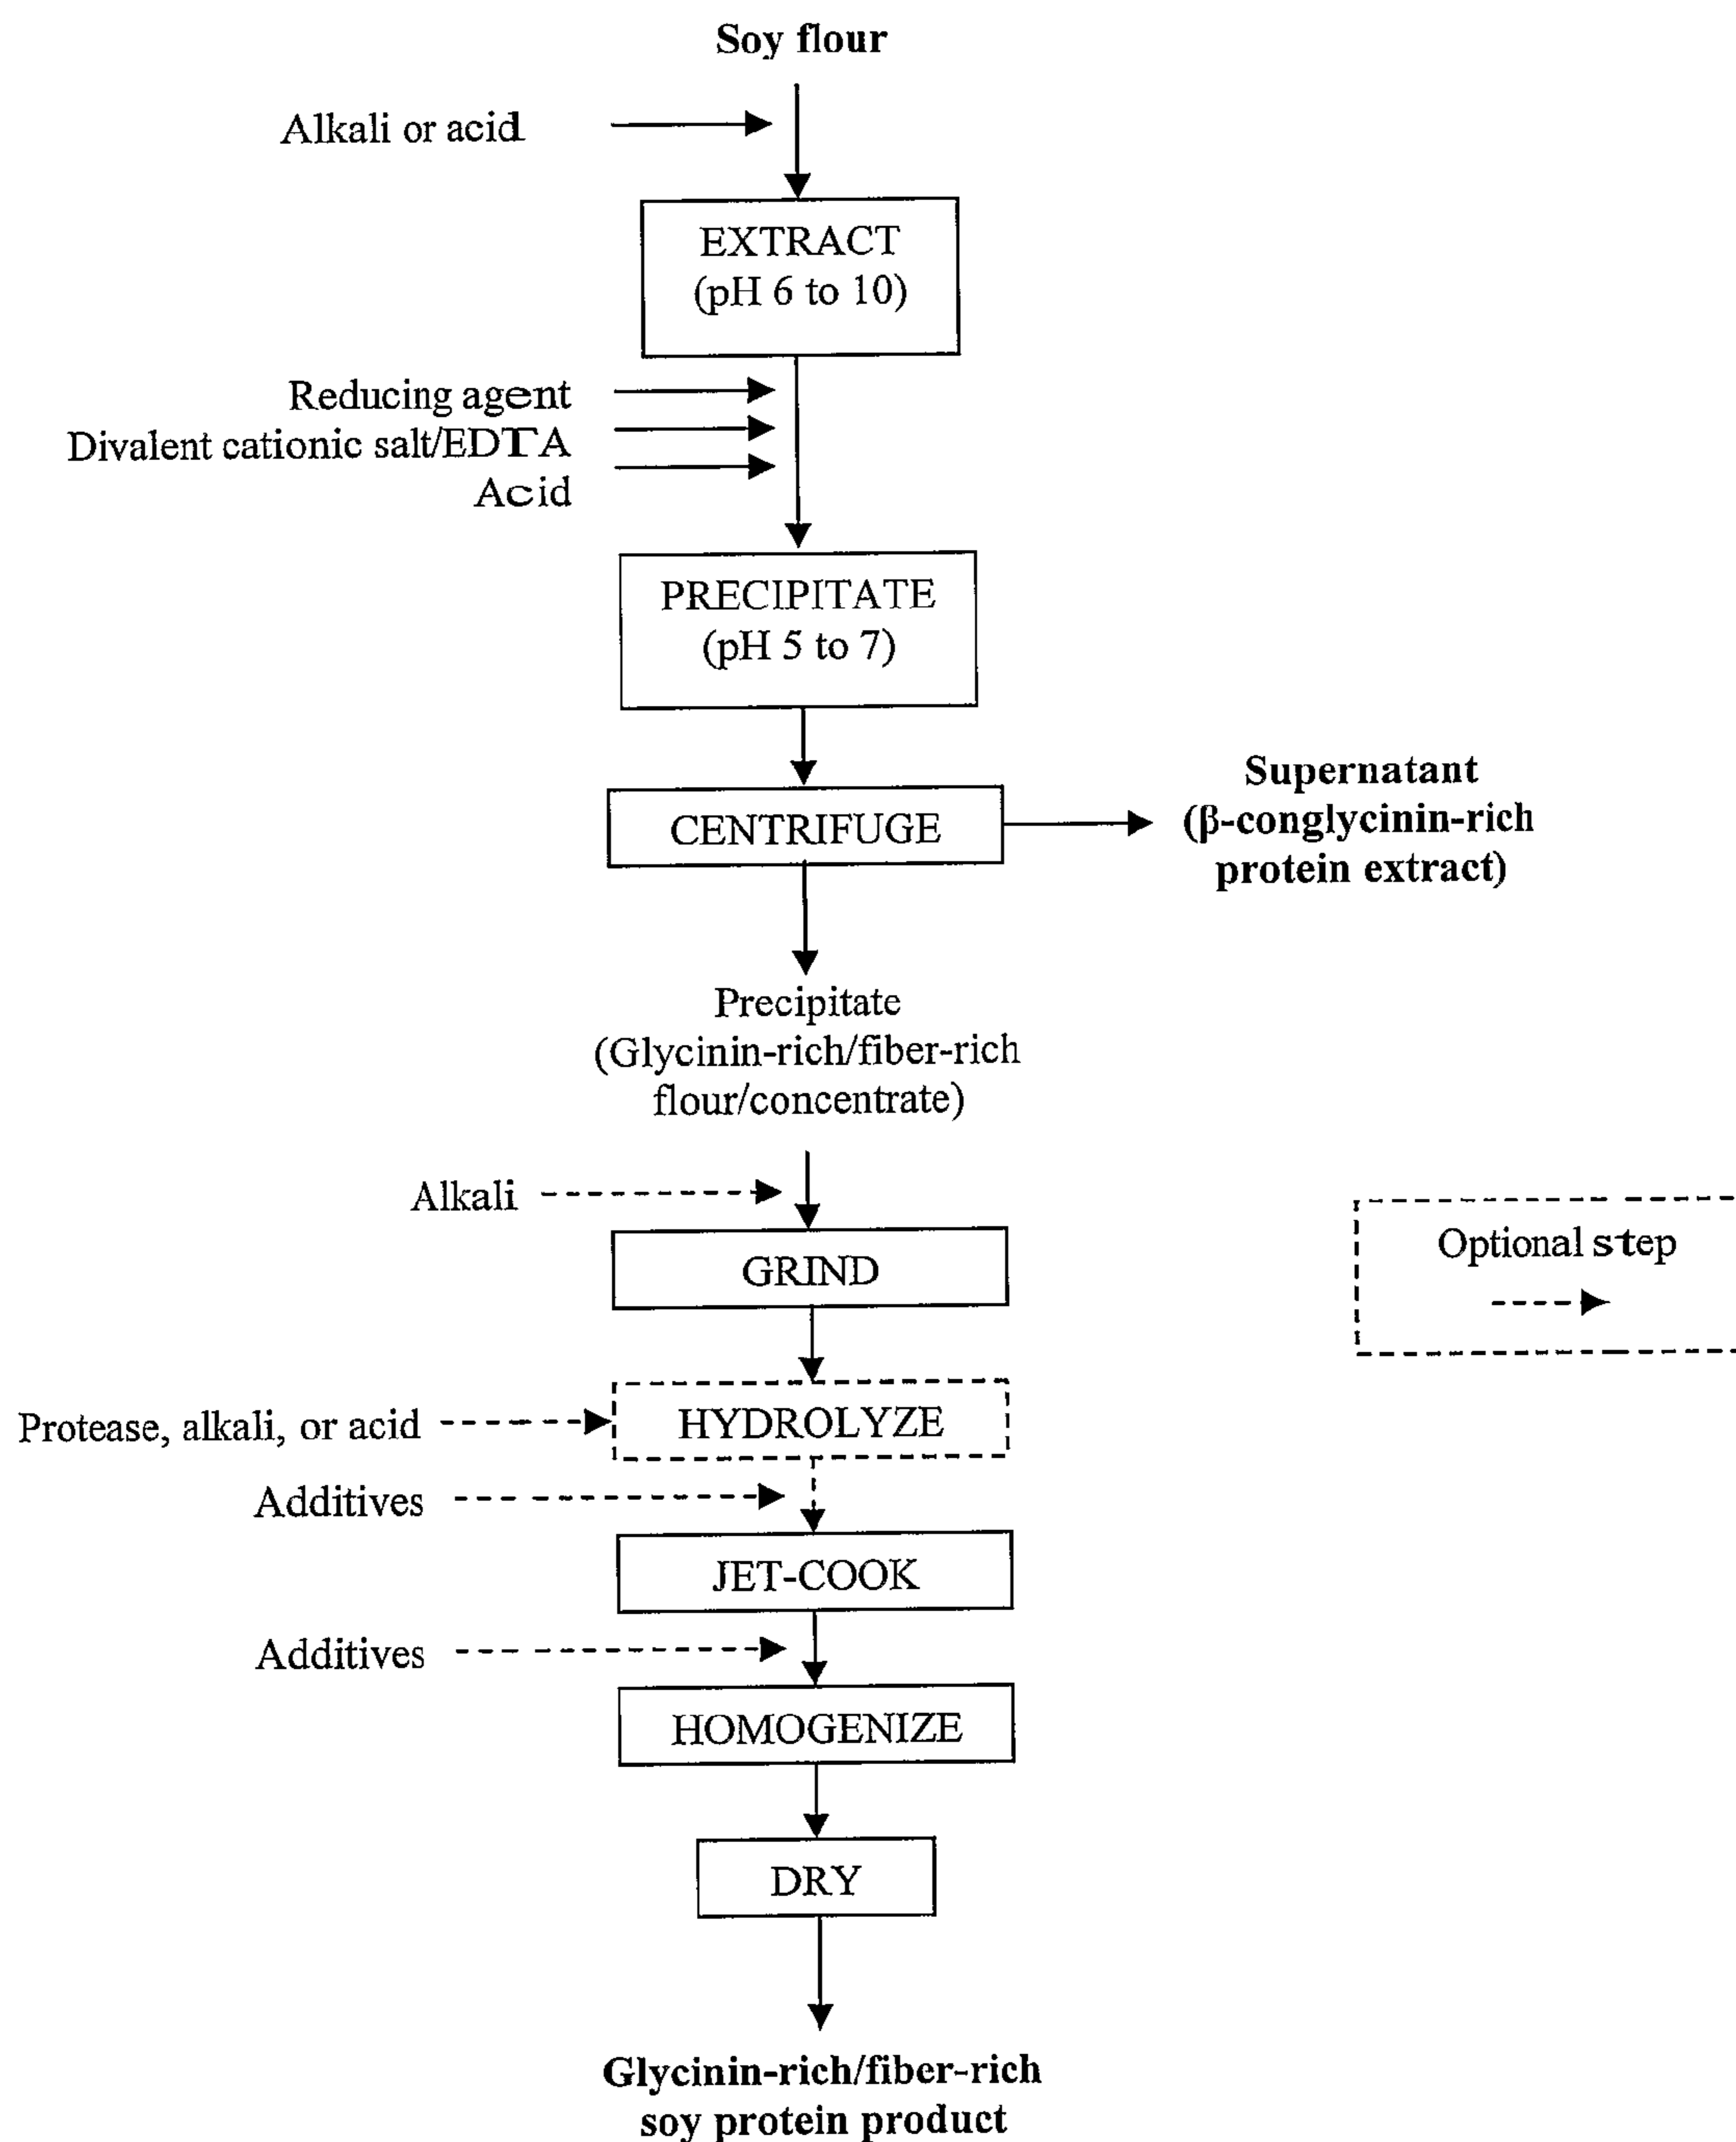 Soy flour
Alkali or acid
EXTRACT
(pH 6 to 10)
Reducing agent
Divalent cationic salt/EDTA
Acid
PRECIPITATE
(pH 5 to 7)
CENTRIFUGE
Supernatant
(β-conglycinin-rich
protein extract)
Precipitate
(Glycinin-rich/fiber-rich
flour/concentrate)
Alkali
GRIND
Optional step
Protease, alkali, or acid
HYDROLYZE
Additives
JET-COOK
Additives
HOMOGENIZE
DRY
Glycinin-rich/fiber-rich
soy protein product